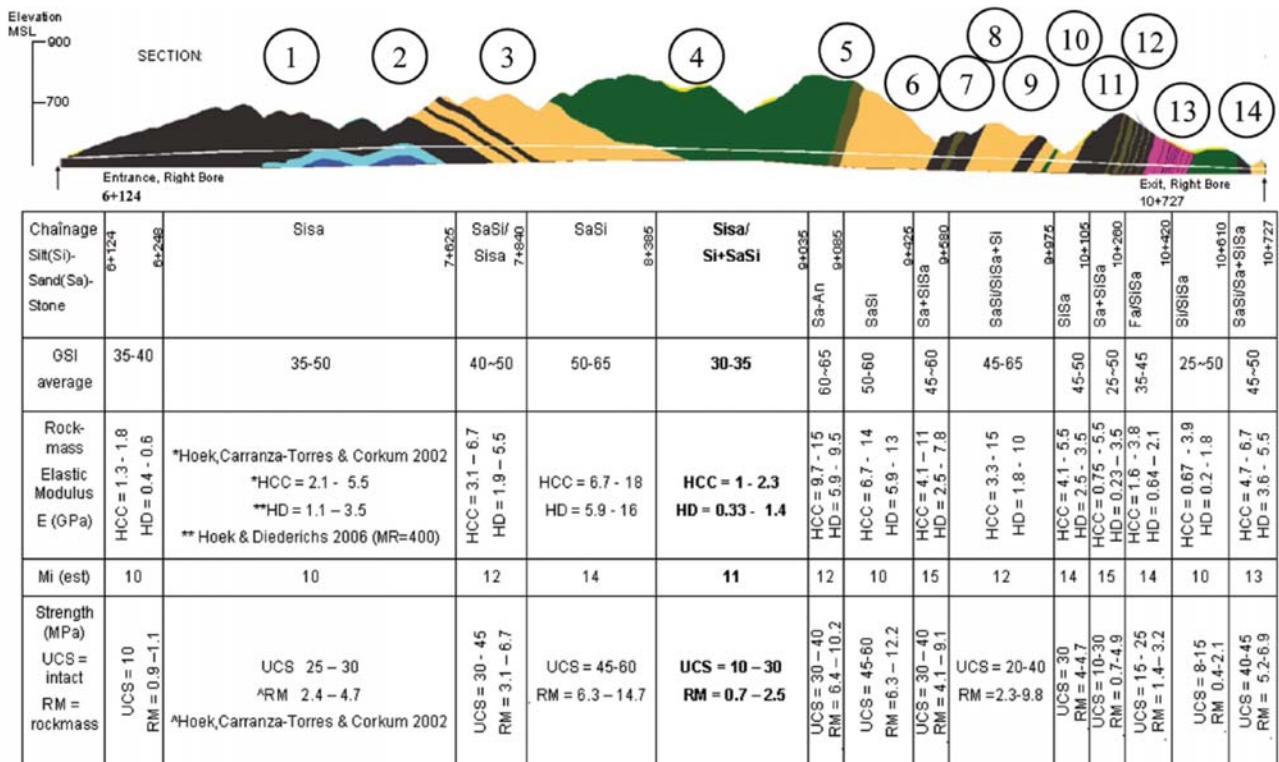 Elevation
MSL
900
700
SECTION:
1
2
3
4
5
6
7
8
9
10
11
12
13
14
Entrance, Right Bore
6+124
Exit, Right Bore
10+727
Chaînage
Silt(Si)-
Sand(Sa)-
Stone
6+124
6+248
Sisa
7+625
SaSi/
Sisa
7+840
SaSi
8+385
Sisa/
Si+SaSi
9+035
Sa-An
9+085
SaSi
9+425
Sa+SiSa
9+580
SaSi/SiSa+Si
9+975
SiSa
10+105
Sa+SiSa
10+260
Fa/SiSa
10+420
Si/SiSa
10+610
SaSi/Sa+SiSa
10+727
GSI
average
35-40
35-50
40~50
50-65
30-35
60~65
50-60
45~60
45-65
45-50
25~50
35-45
25~50
45~50
Rock-
mass
Elastic
Modulus
E (GPa)
HCC = 1.3 - 1.8
HD = 0.4 - 0.6
*Hoek,Carranza-Torres & Corkum 2002
*HCC = 2.1 - 5.5
**HD = 1.1 – 3.5
** Hoek & Diederichs 2006 (MR=400)
HCC = 3.1 – 6.7
HD = 1.9 – 5.5
HCC = 6.7 - 18
HD = 5.9 - 16
HCC = 1 - 2.3
HD = 0.33 - 1.4
HCC = 9.7 - 15
HD = 5.9 - 9.5
HCC = 6.7 - 14
HD = 5.9 - 13
HCC = 4.1 – 11
HD = 2.5 - 7.8
HCC = 3.3 - 15
HD = 1.8 - 10
HCC = 4.1 - 5.5
HD = 2.5 - 3.5
HCC = 0.75 - 5.5
HD = 0.23 – 3.5
HCC = 1.6 - 3.8
HD = 0.64 – 2.1
HCC = 0.67 - 3.9
HD = 0.2 - 1.8
HCC = 4.7 - 6.7
HD = 3.6 - 5.5
Mi (est)
10
10
12
14
11
12
10
15
12
14
15
14
10
13
Strength
(MPa)
UCS =
intact
RM =
rockmass
UCS = 10
RM = 0.9 –1.1
UCS 25 – 30
^RM 2.4 – 4.7
^Hoek,Carranza-Torres & Corkum 2002
UCS = 30 - 45
RM = 3.1 – 6.7
UCS = 45-60
RM = 6.3 – 14.7
UCS = 10 – 30
RM = 0.7 – 2.5
UCS = 30 – 40
RM = 6.4 – 10.2
UCS = 45-60
RM =6.3 – 12.2
UCS = 30 – 40
RM = 4.1 – 9.1
UCS = 20-40
RM =2.3-9.8
UCS = 30
RM = 4-4.7
UCS = 10-30
RM = 0.7-4.9
UCS = 15 - 25
RM = 1.4– 3.2
UCS = 8-15
RM 0.4-2.1
UCS = 40-45
RM = 5.2-6.9